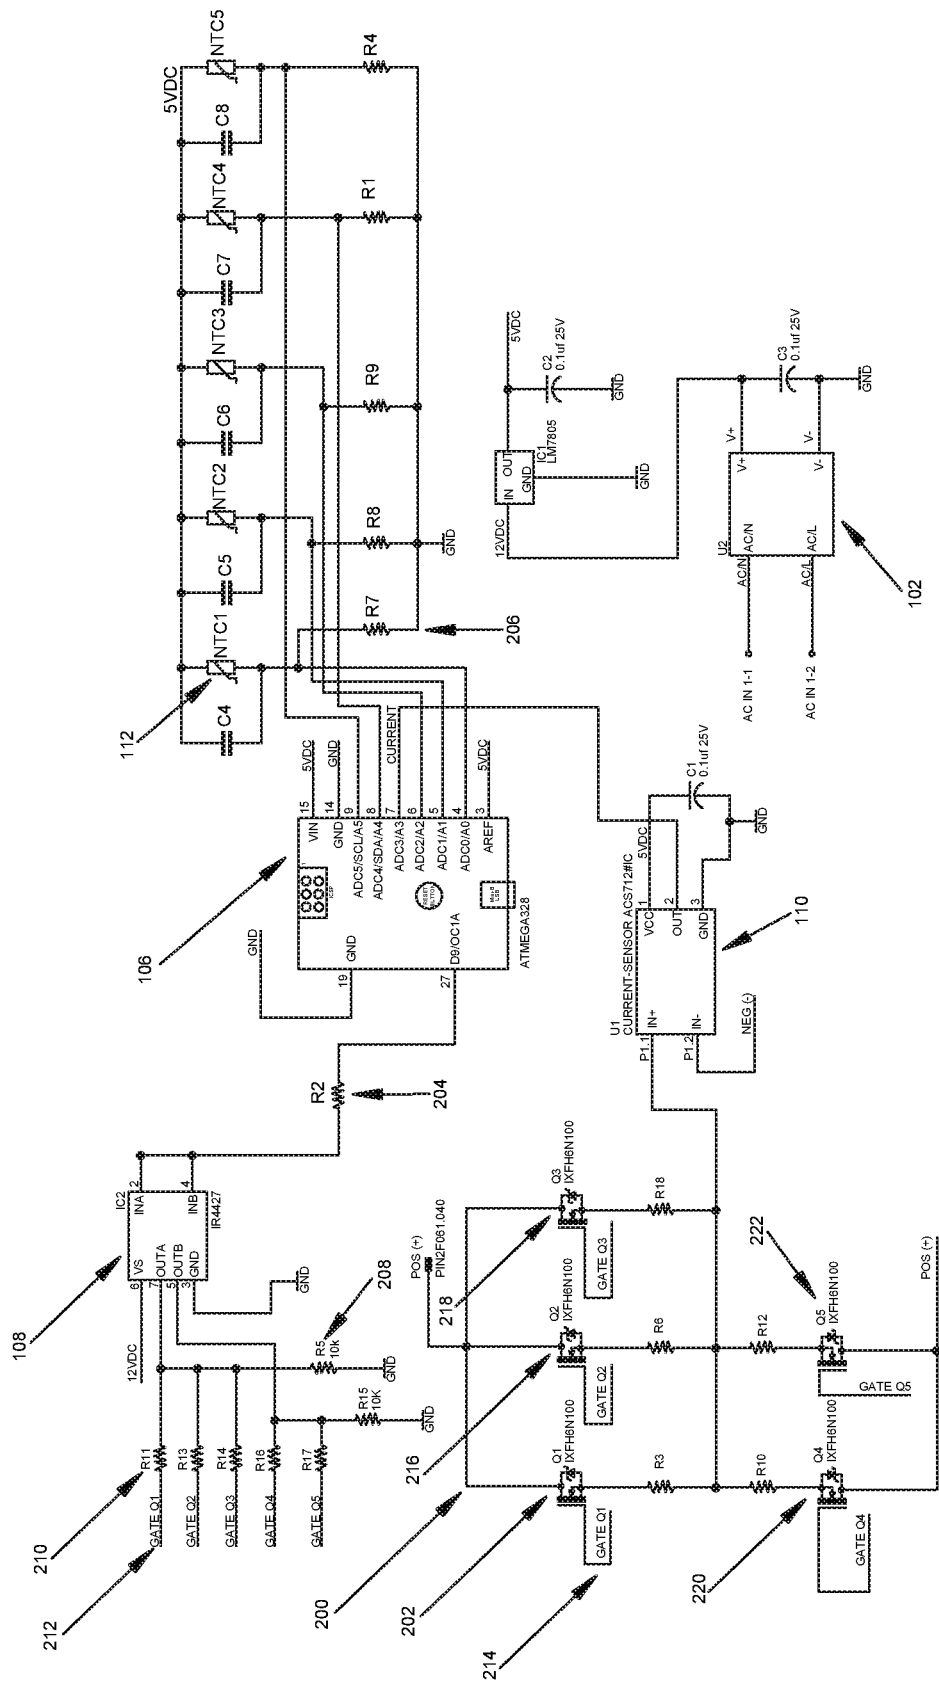 212
GATE Q1
GATE Q2
GATE Q3
GATE Q4
GATE Q5
210
R11
R13
R14
R16
R17
108
12VDC
6
7
5
3
VS
OUTA
OUTB
GND
IC2
INA
INB
2
4
IR4427
GND
R5
10k
208
GND
R15
10K
GND
R2
204
106
GND
19
GND
27
D9/OC1A
ICSP
RESET
BUTTON
USB
ATMEGA328
VIN
GND
ADC5/SCL/A5
ADC4/SDA/A4
ADC3/A3
ADC2/A2
ADC1/A1
ADC0/A0
AREF
15
14
9
8
7
6
5
4
3
5VDC
GND
CURRENT
5VDC
112
C4
NTC1
C5
NTC2
C6
NTC3
C7
NTC4
C8
NTC5
5VDC
R7
R8
R9
R1
R4
GND
206
200
202
214
216
218
POS (+)
PIN2F061.040
Q1
IXFH6N100
GATE Q1
Q2
IXFH6N100
GATE Q2
Q3
IXFH6N100
GATE Q3
R3
R6
R18
R10
R12
220
Q4
IXFH6N100
GATE Q4
222
Q5
IXFH6N100
GATE Q5
POS (+)
U1
CURRENT-SENSOR ACS712#IC
P1.1
IN+
P1.2
IN-
NEG (-)
VCC
OUT
GND
1
2
3
5VDC
C1
0.1uf 25V
GND
110
12VDC
IN
OUT
GND
IC1
LM7805
GND
5VDC
C2
0.1uf 25V
GND
AC IN 1-1
AC IN 1-2
AC/N
AC/L
U2
AC/N
AC/L
V+
V-
V+
V-
C3
0.1uf 25V
GND
102